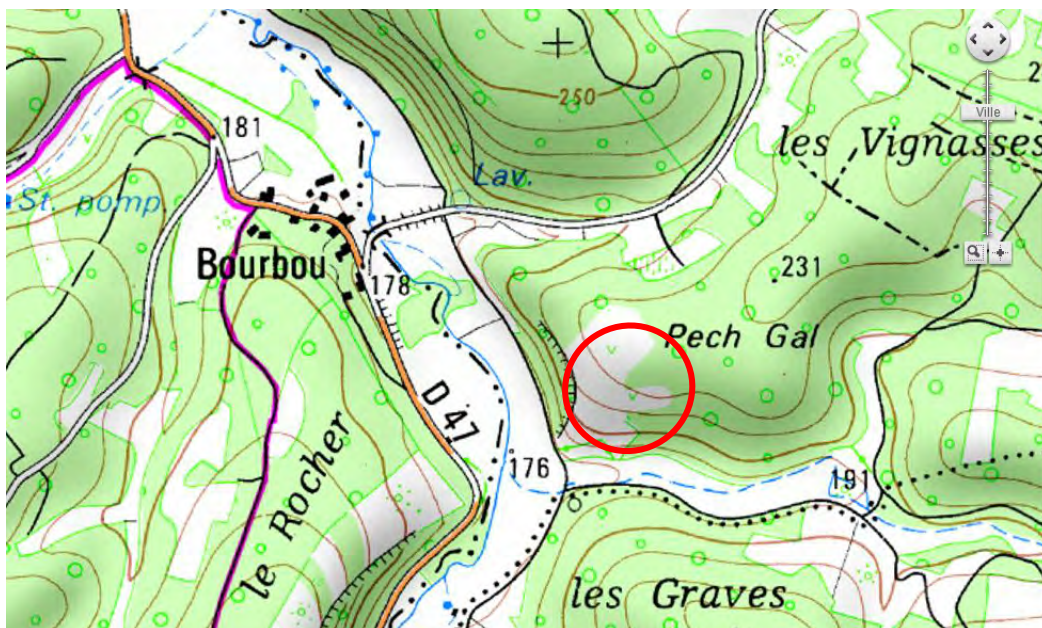 250
2
Ville
181
les Vignasses
Lav.
St. pomp.
Bourbou
231
178
Pech Gal
D 47
le Rocher
176
191
les Graves